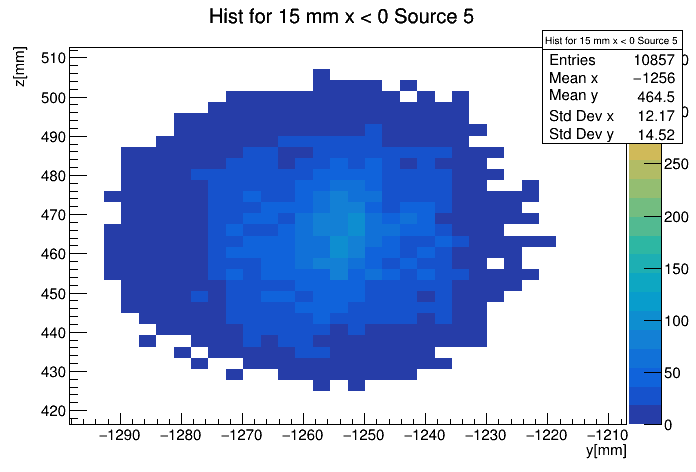 Hist for 15 mm x < 0 Source 5
z[mm]
510
500
490
480
470
460
450
440
430
420
−1290 −1280 −1270 −1260 −1250 −1240 −1230 −1220 −1210
y[mm]
Hist for 15 mm x < 0 Source 5
Entries 10857
Mean x −1256
Mean y 464.5
Std Dev x 12.17
Std Dev y 14.52
0
0
250
200
150
100
50
0